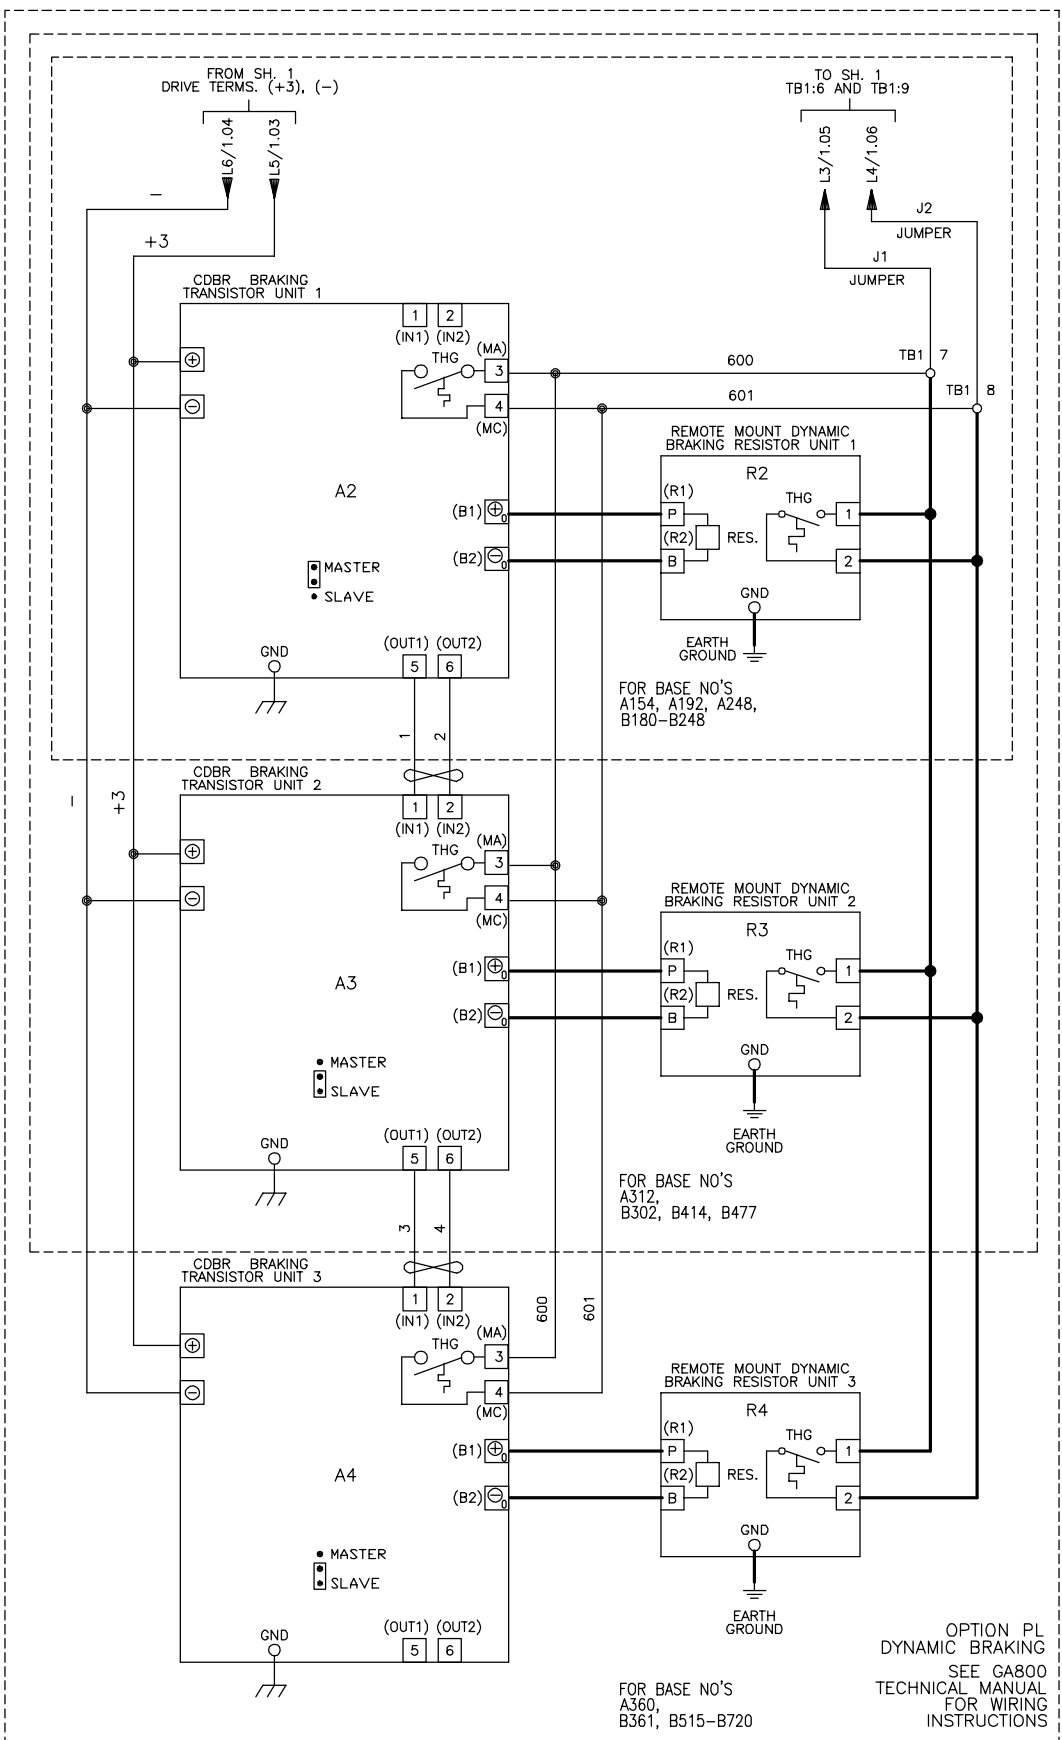 FROM SH. 1
DRIVE TERMS. (+3), (−)
L6/1.04
L5/1.03
−
+3
TO SH. 1
TB1:6 AND TB1:9
L3/1.05
L4/1.06
J2
JUMPER
J1
JUMPER
CDBR BRAKING
TRANSISTOR UNIT 1
1 2
(IN1) (IN2)
THG
(MA)
3
4
(MC)
600
TB1 7
601
TB1 8
A2
(B1)
0
(B2)
0
MASTER
SLAVE
GND
(OUT1) (OUT2)
5 6
REMOTE MOUNT DYNAMIC
BRAKING RESISTOR UNIT 1
R2
(R1)
P
(R2)
B
RES.
THG
1
2
GND
EARTH
GROUND
FOR BASE NO'S
A154, A192, A248,
B180−B248
1
2
−
+3
CDBR BRAKING
TRANSISTOR UNIT 2
1 2
(IN1) (IN2)
THG
(MA)
3
4
(MC)
A3
(B1)
0
(B2)
0
MASTER
SLAVE
GND
(OUT1) (OUT2)
5 6
REMOTE MOUNT DYNAMIC
BRAKING RESISTOR UNIT 2
R3
(R1)
P
(R2)
B
RES.
THG
1
2
GND
EARTH
GROUND
FOR BASE NO'S
A312,
B302, B414, B477
3
4
CDBR BRAKING
TRANSISTOR UNIT 3
1 2
(IN1) (IN2)
THG
(MA)
3
4
(MC)
600
601
A4
(B1)
0
(B2)
0
MASTER
SLAVE
GND
(OUT1) (OUT2)
5 6
REMOTE MOUNT DYNAMIC
BRAKING RESISTOR UNIT 3
R4
(R1)
P
(R2)
B
RES.
THG
1
2
GND
EARTH
GROUND
FOR BASE NO'S
A360,
B361, B515−B720
OPTION PL
DYNAMIC BRAKING
SEE GA800
TECHNICAL MANUAL
FOR WIRING
INSTRUCTIONS